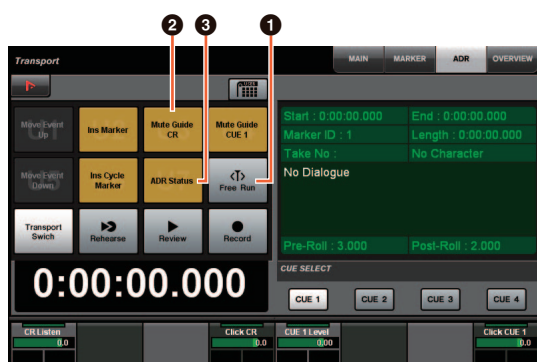 2 3 1
Transport
MAIN MARKER ADR OVERVIEW
Move Event Up
Ins Marker
Mute Guide CR
Mute Guide CUE 1
Move Event Down
Ins Cycle Marker
ADR Status
<T> Free Run
Transport Swich
Rehearse
Review
Record
0:00:00.000
Start : 0:00:00.000 End : 0:00:00.000
Marker ID : 1 Length : 0:00:00.000
Take No : No Character
No Dialogue
Pre-Roll : 3.000 Post-Roll : 2.000
CUE SELECT
CUE 1 CUE 2 CUE 3 CUE 4
CR Listen Click CR CUE 1 Level Click CUE 1
0.0 0.0 0.00 0.0